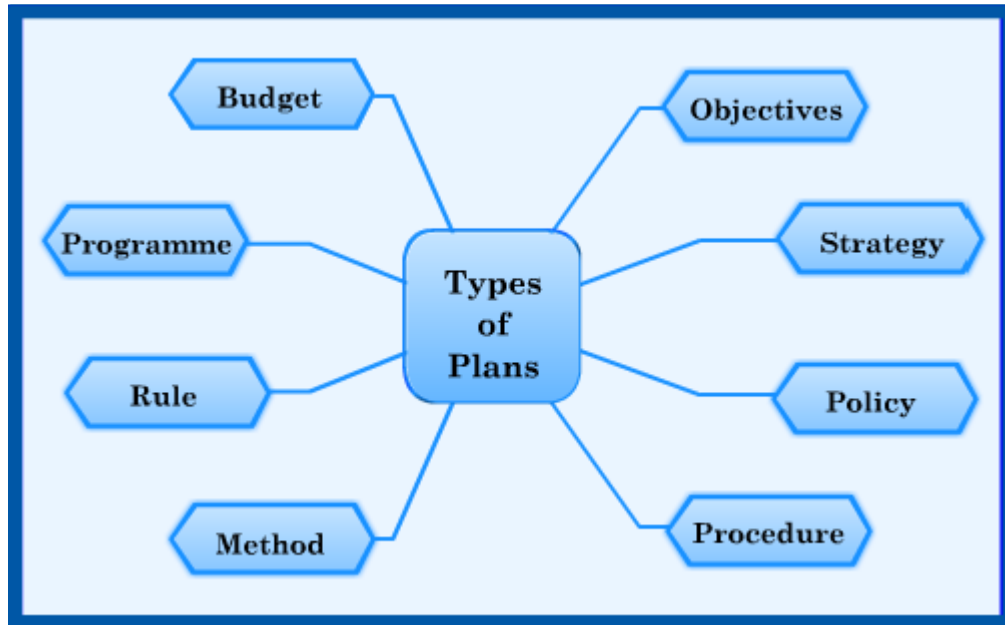 Budget
Objectives
Programme
Strategy
Types
of
Plans
Rule
Policy
Method
Procedure